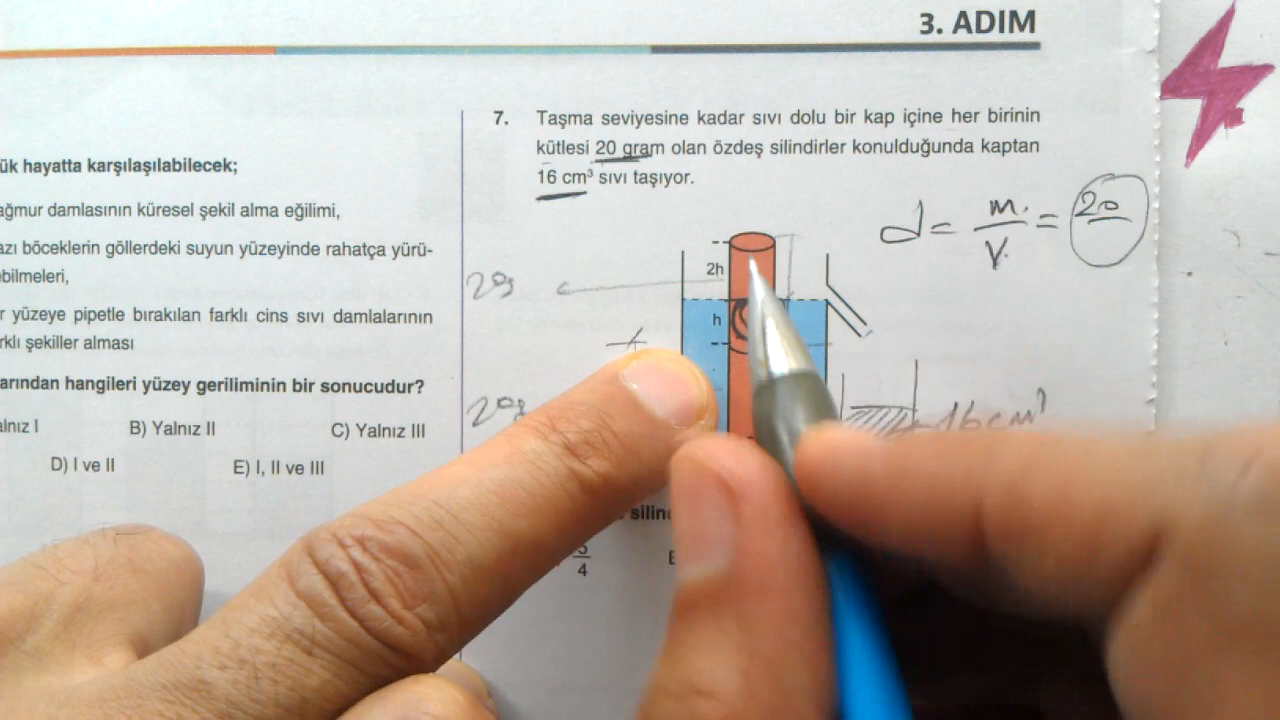 3. ADIM
ük hayatta karşılaşılabilecek;
ağmur damlasının küresel şekil alma eğilimi,
azı böceklerin göllerdeki suyun yüzeyinde rahatça yürü-
ebilmeleri,
r yüzeye pipetle bırakılan farklı cins sıvı damlalarının
rklı şekiller alması
arından hangileri yüzey geriliminin bir sonucudur?
alnız I
B) Yalnız II
C) Yalnız III
D) I ve II
E) I, II ve III
7. Taşma seviyesine kadar sıvı dolu bir kap içine her birinin
kütlesi 20 gram olan özdeş silindirler konulduğunda kaptan
16 cm³ sıvı taşıyor.
d = m/V = 20
2h
h
20g
20g
16cm³
silin
5/4